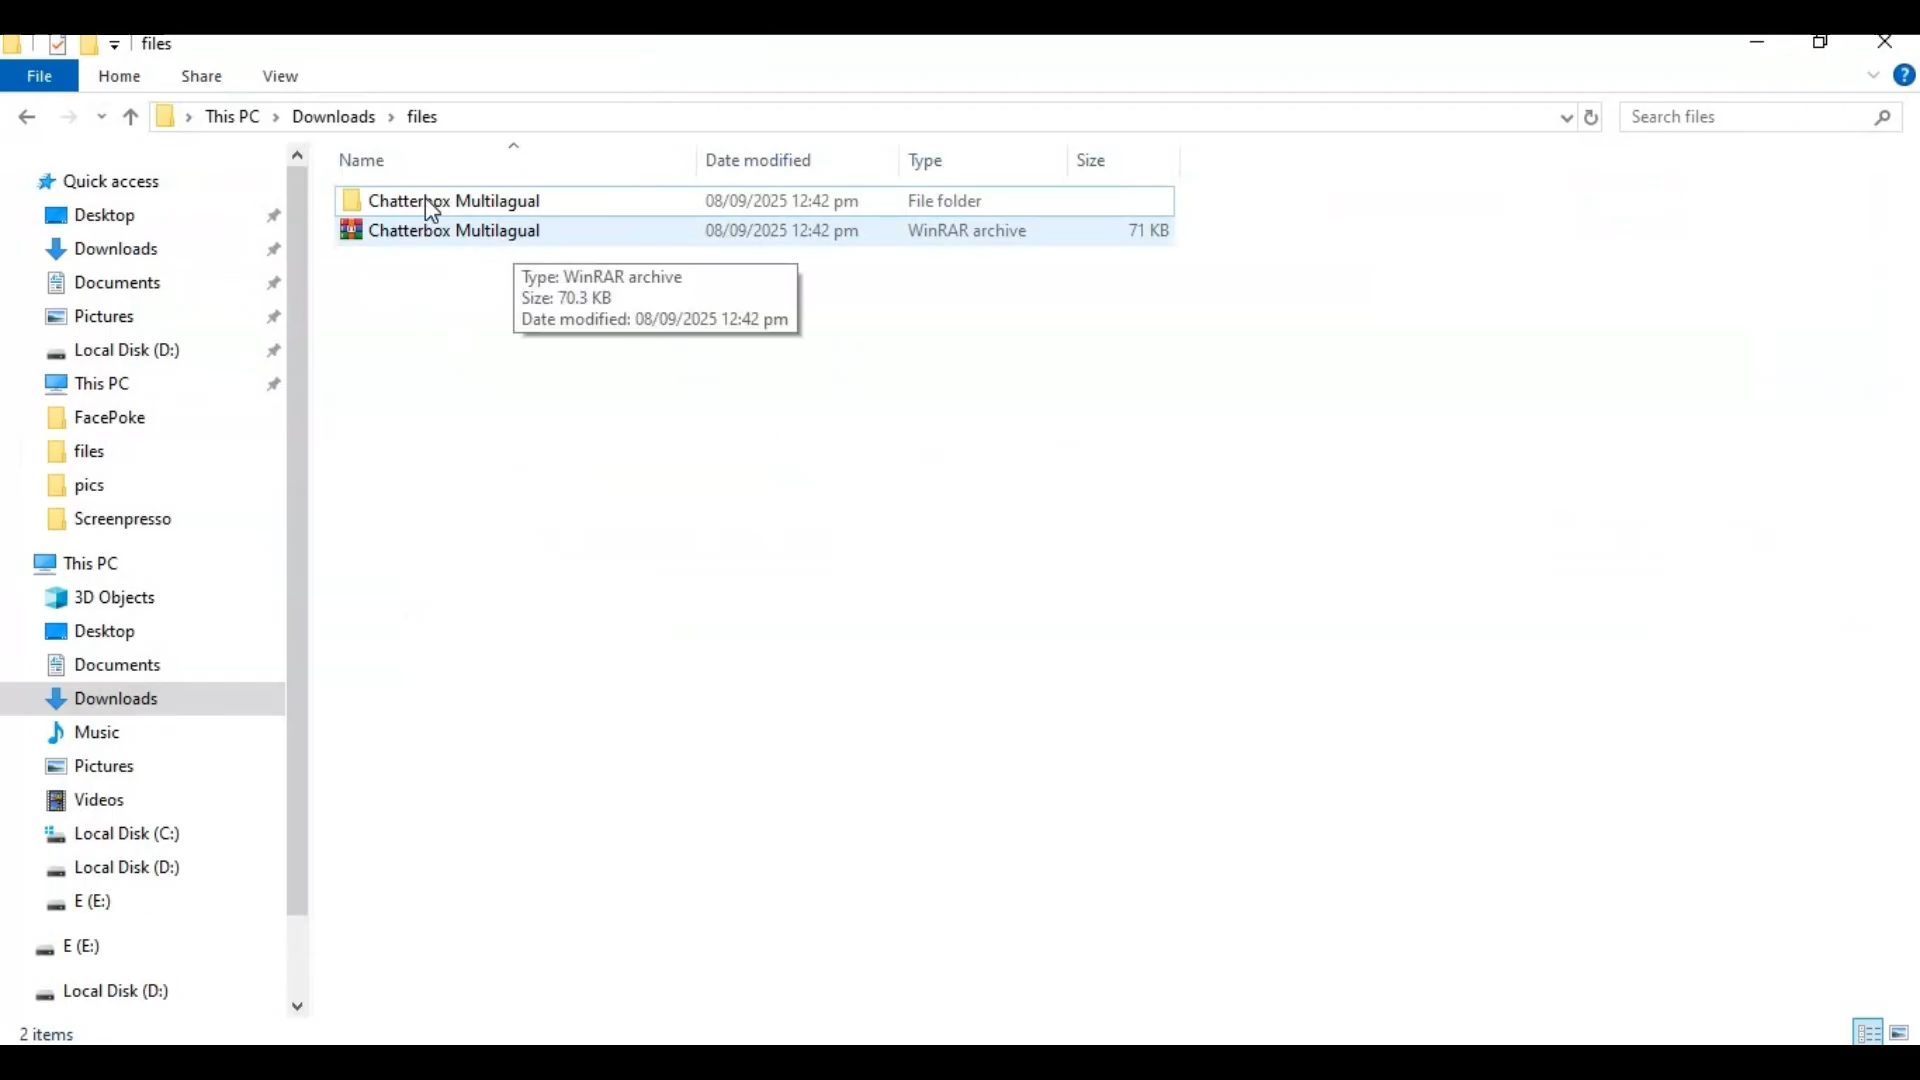 files
File Home Share View
This PC Downloads files
Search files
Name Date modified Type Size
Chatterbox Multilagual 08/09/2025 12:42 pm File folder
Chatterbox Multilagual 08/09/2025 12:42 pm WinRAR archive 71 KB
Type: WinRAR archive
Size: 70.3 KB
Date modified: 08/09/2025 12:42 pm
Quick access
Desktop
Downloads
Documents
Pictures
Local Disk (D:)
This PC
FacePoke
files
pics
Screenpresso
This PC
3D Objects
Desktop
Documents
Downloads
Music
Pictures
Videos
Local Disk (C:)
Local Disk (D:)
E (E:)
E (E:)
Local Disk (D:)
2 items